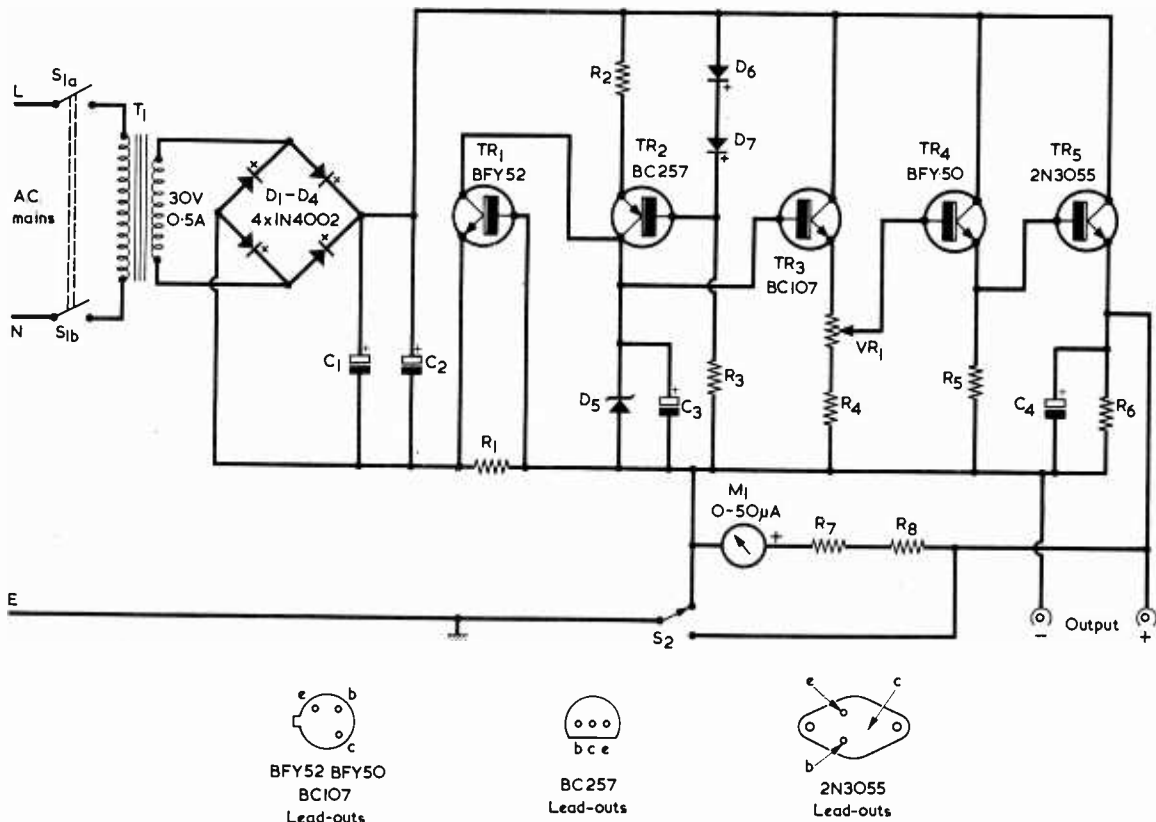 S1a
L
T1
AC
mains
30V
0·5A
D1-D4
4x1N4002
N
S1b
C1
+
C2
+
TR1
BFY52
R1
R2
TR2
BC257
D6
+
D7
+
D5
C3
+
R3
TR3
BC107
VR1
R4
TR4
BFY50
R5
TR5
2N3055
C4
+
R6
M1
0-50µA
+
R7
R8
E
S2
-
Output
+
e
b
c
BFY52 BFY50
BC107
Lead-outs
b c e
BC257
Lead-outs
e
c
b
2N3055
Lead-outs